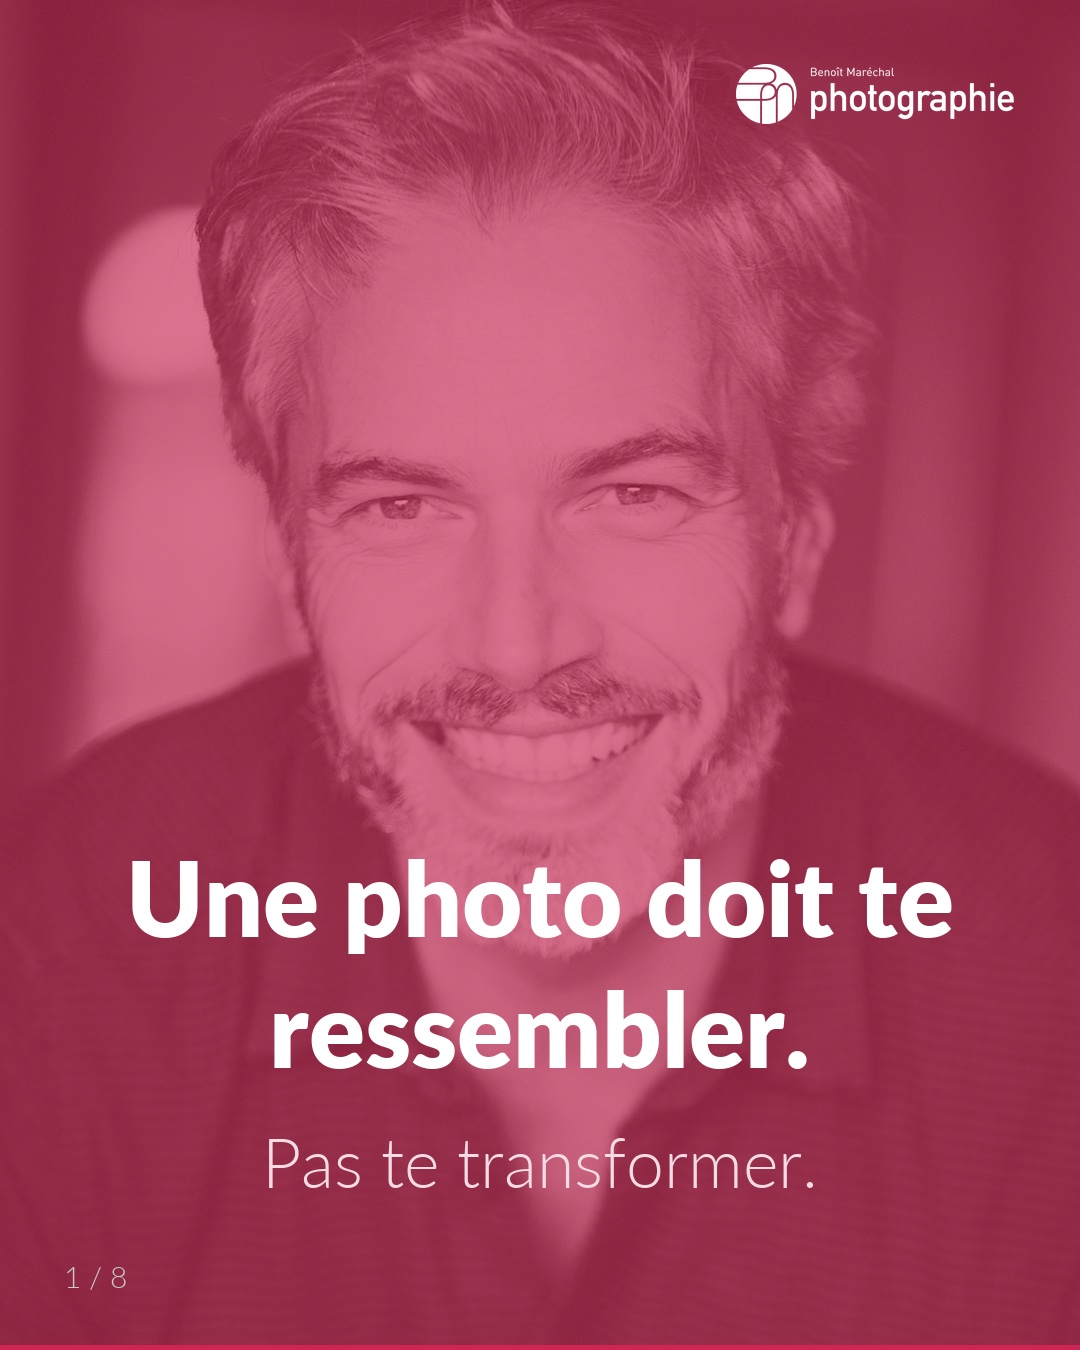 Benoît Maréchal
photographie
Une photo doit te
ressembler.
Pas te transformer.
1 / 8